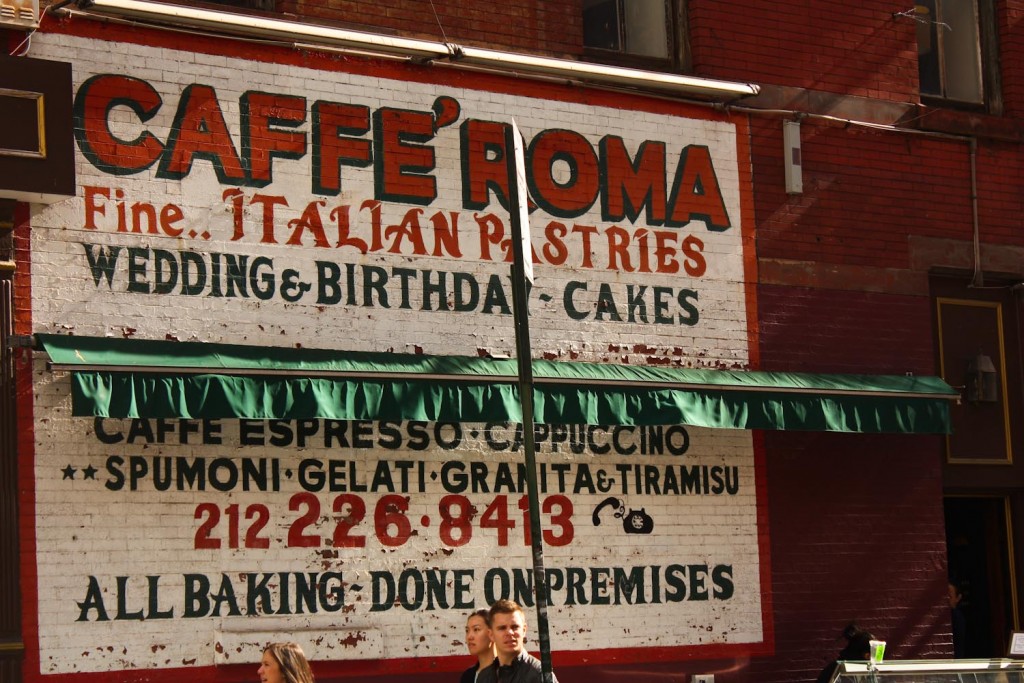 CAFFE' ROMA
Fine.. ITALIAN PASTRIES
WEDDING & BIRTHDAY ~ CAKES
CAFFE ESPRESSO · CAPPUCCINO
★★ SPUMONI · GELATI · GRANITA & TIRAMISU
212 226·8413
ALL BAKING ~ DONE ON PREMISES